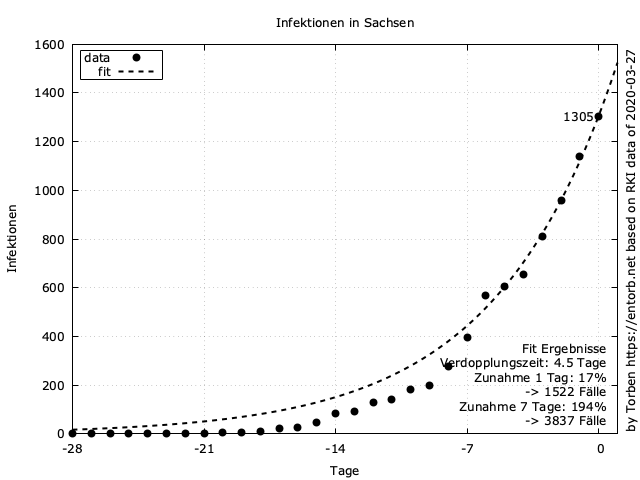 Infektionen in Sachsen
1600
1400
1200
1000
800
600
400
200
0
data
fit
1305
Fit Ergebnisse
Verdopplungszeit: 4.5 Tage
Zunahme 1 Tag: 17%
-> 1522 Fälle
Zunahme 7 Tage: 194%
-> 3837 Fälle
-28
-21
-14
-7
0
Tage
Infektionen
by Torben https://entorb.net based on RKI data of 2020-03-27